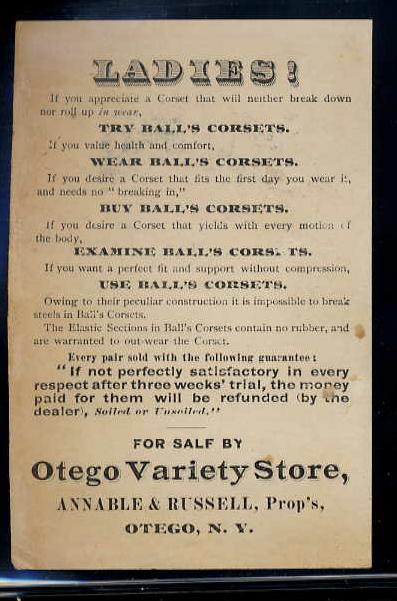 LADIES!
If you appreciate a Corset that will neither break down
nor roll up in wear,
TRY BALL'S CORSETS.
If you value health and comfort,
WEAR BALL'S CORSETS.
If you desire a Corset that fits the first day you wear it,
and needs no "breaking in,"
BUY BALL'S CORSETS.
If you desire a Corset that yields with every motion of
the body,
EXAMINE BALL'S CORSETS.
If you want a perfect fit and support without compression,
USE BALL'S CORSETS.
Owing to their peculiar construction it is impossible to break
steels in Ball's Corsets.
The Elastic Sections in Ball's Corsets contain no rubber, and
are warranted to out-wear the Corset.
Every pair sold with the following guarantee:
"If not perfectly satisfactory in every
respect after three weeks' trial, the money
paid for them will be refunded (by the
dealer), Soiled or Unsoiled."
FOR SALE BY
Otego Variety Store,
ANNABLE & RUSSELL, Prop's,
OTEGO, N. Y.